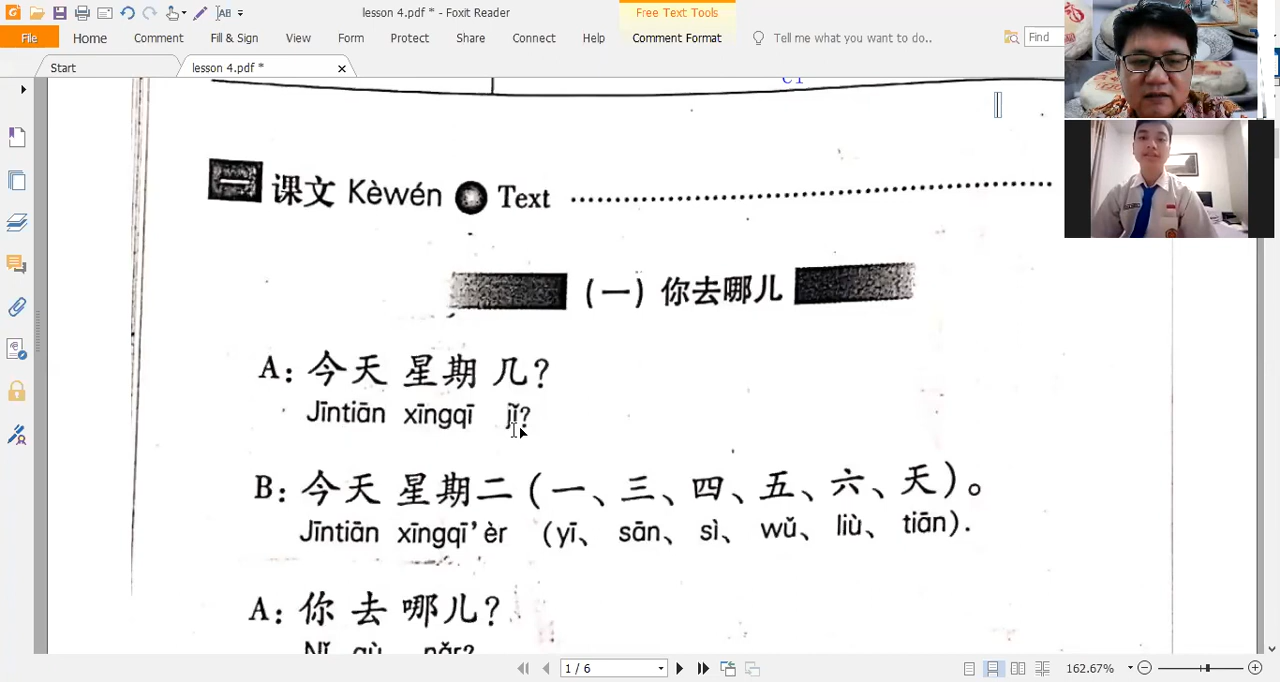 lesson 4.pdf * - Foxit Reader
Free Text Tools
File Home Comment Fill & Sign View Form Protect Share Connect Help Comment Format Tell me what you want to do.. Find
Start lesson 4.pdf *
一 课文 Kèwén Text
(一) 你去哪儿
A: 今天 星期 几?
Jīntiān xīngqī jǐ?
B: 今天 星期二 (一、三、四、五、六、天)。
Jīntiān xīngqī'èr (yī、 sān、 sì、 wǔ、 liù、 tiān).
A: 你 去 哪儿?
Nǐ qù nǎr?
1 / 6
162.67%